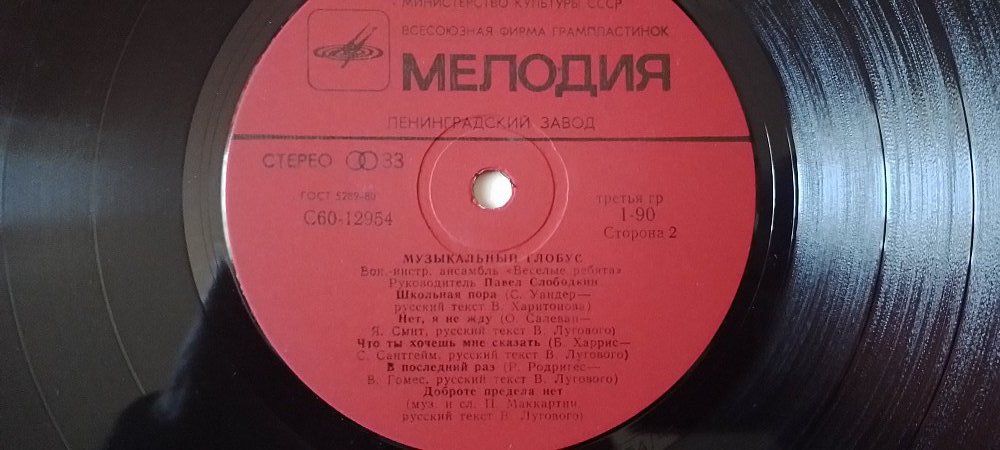 МИНИСТЕРСТВО КУЛЬТУРЫ СССР
ВСЕСОЮЗНАЯ ФИРМА ГРАМПЛАСТИНОК
МЕЛОДИЯ
ЛЕНИНГРАДСКИЙ ЗАВОД
СТЕРЕО 33
ГОСТ 5289-80
С60-12954
третья гр
1-90
Сторона 2
МУЗЫКАЛЬНЫЙ ГЛОБУС
Вок.-инстр. ансамбль «Веселые ребята»
Руководитель Павел Слободкин
Школьная пора (С. Уандер—
русский текст В. Харитонова)
Нет, я не жду (О. Салеван—
Я. Смит, русский текст В. Лугового)
Что ты хочешь мне сказать (Б. Харрис—
С. Сантгейм, русский текст В. Лугового)
В последний раз (Р. Родригес—
В. Гомес, русский текст В. Лугового)
Доброте предела нет
(муз. и сл. П. Маккартни,
русский текст В. Лугового)